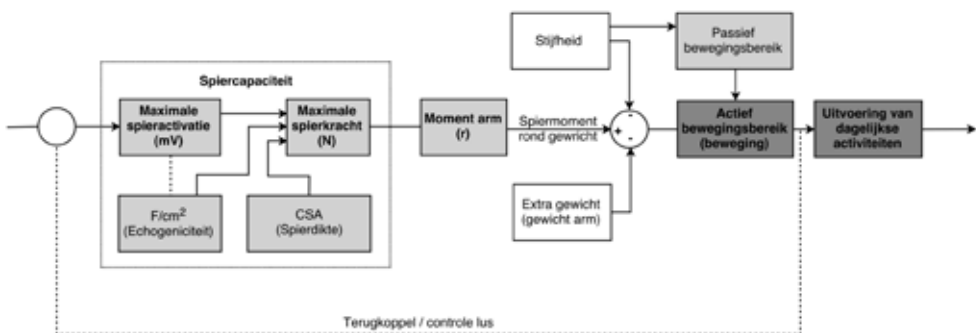 Stijfheid
Passief
bewegingsbereik
Spiercapaciteit
Maximale
spieractivatie
(mV)
Maximale
spierkracht
(N)
Moment arm
(r)
Spiermoment
rond gewricht
-
+
-
Actief
bewegingsbereik
(beweging)
Uitvoering van
dagelijkse
activiteiten
F/cm²
(Echogeniciteit)
CSA
(Spierdikte)
Extra gewicht
(gewicht arm)
Terugkoppel / controle lus